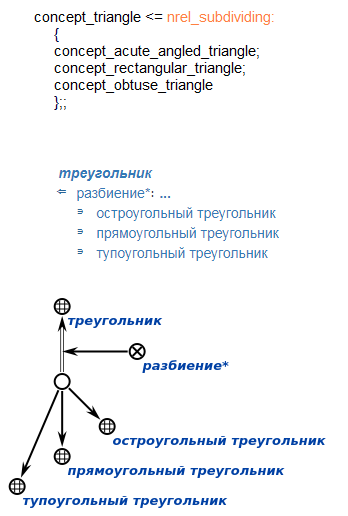 concept_triangle <= nrel_subdividing:
{
concept_acute_angled_triangle;
concept_rectangular_triangle;
concept_obtuse_triangle
};;
треугольник
⇐ разбиение*: ...
∍ остроугольный треугольник
∍ прямоугольный треугольник
∍ тупоугольный треугольник
треугольник
разбиение*
остроугольный треугольник
прямоугольный треугольник
тупоугольный треугольник